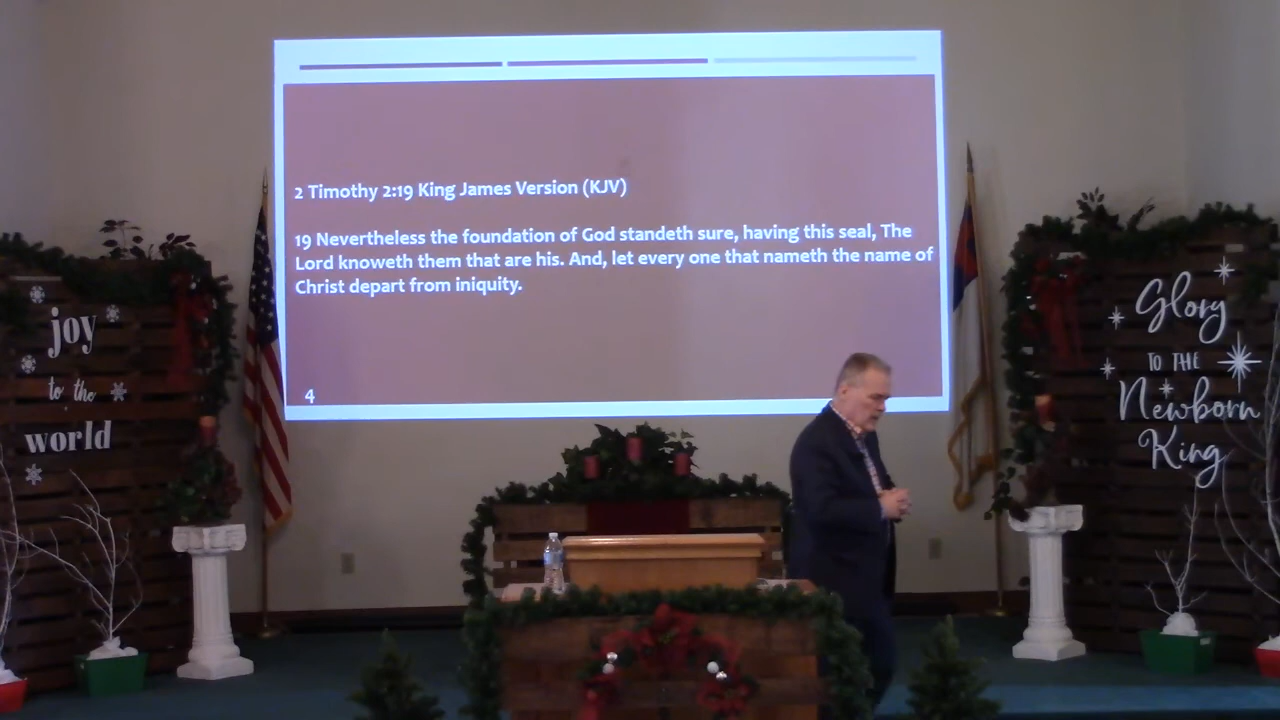 2 Timothy 2:19 King James Version (KJV)
19 Nevertheless the foundation of God standeth sure, having this seal, The
Lord knoweth them that are his. And, let every one that nameth the name of
Christ depart from iniquity.
4
joy
to the
world
Glory
TO THE
Newborn
King